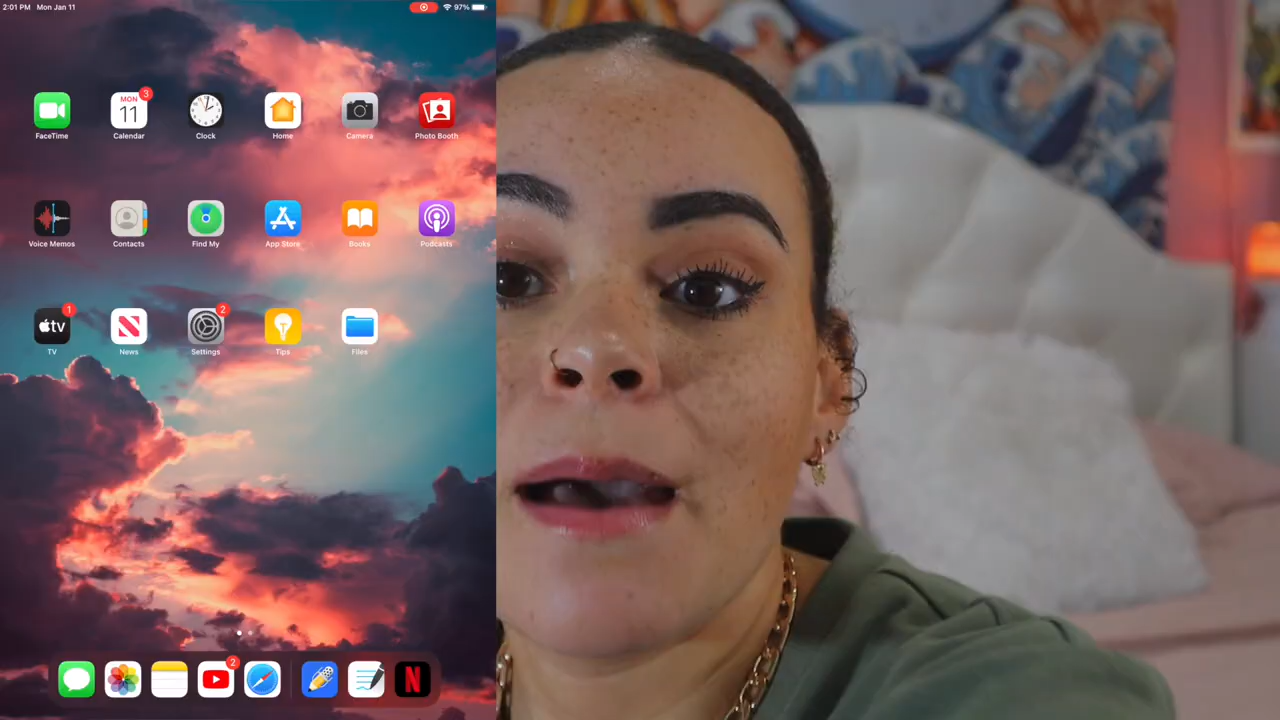 2:01 PM Mon Jan 11 97%
FaceTime MON 11 3 Calendar Clock Home Camera Photo Booth
Voice Memos Contacts Find My App Store Books Podcasts
tv 1 TV News 2 Settings Tips Files
2 N